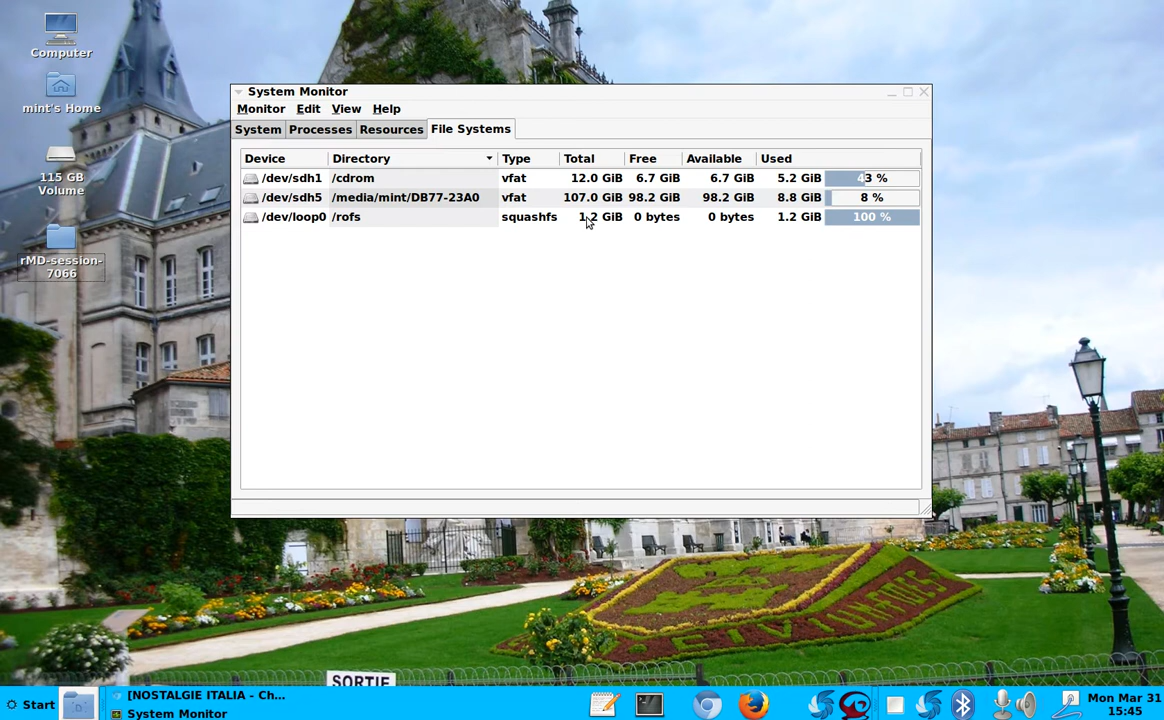 Computer
mint's Home
115 GB
Volume
rMD-session-
7066
System Monitor
Monitor Edit View Help
System Processes Resources File Systems
Device Directory Type Total Free Available Used
/dev/sdh1 /cdrom vfat 12.0 GiB 6.7 GiB 6.7 GiB 5.2 GiB 43 %
/dev/sdh5 /media/mint/DB77-23A0 vfat 107.0 GiB 98.2 GiB 98.2 GiB 8.8 GiB 8 %
/dev/loop0 /rofs squashfs 1.2 GiB 0 bytes 0 bytes 1.2 GiB 100 %
SORTIE
Start
[NOSTALGIE ITALIA - Ch...
System Monitor
Mon Mar 31
15:45